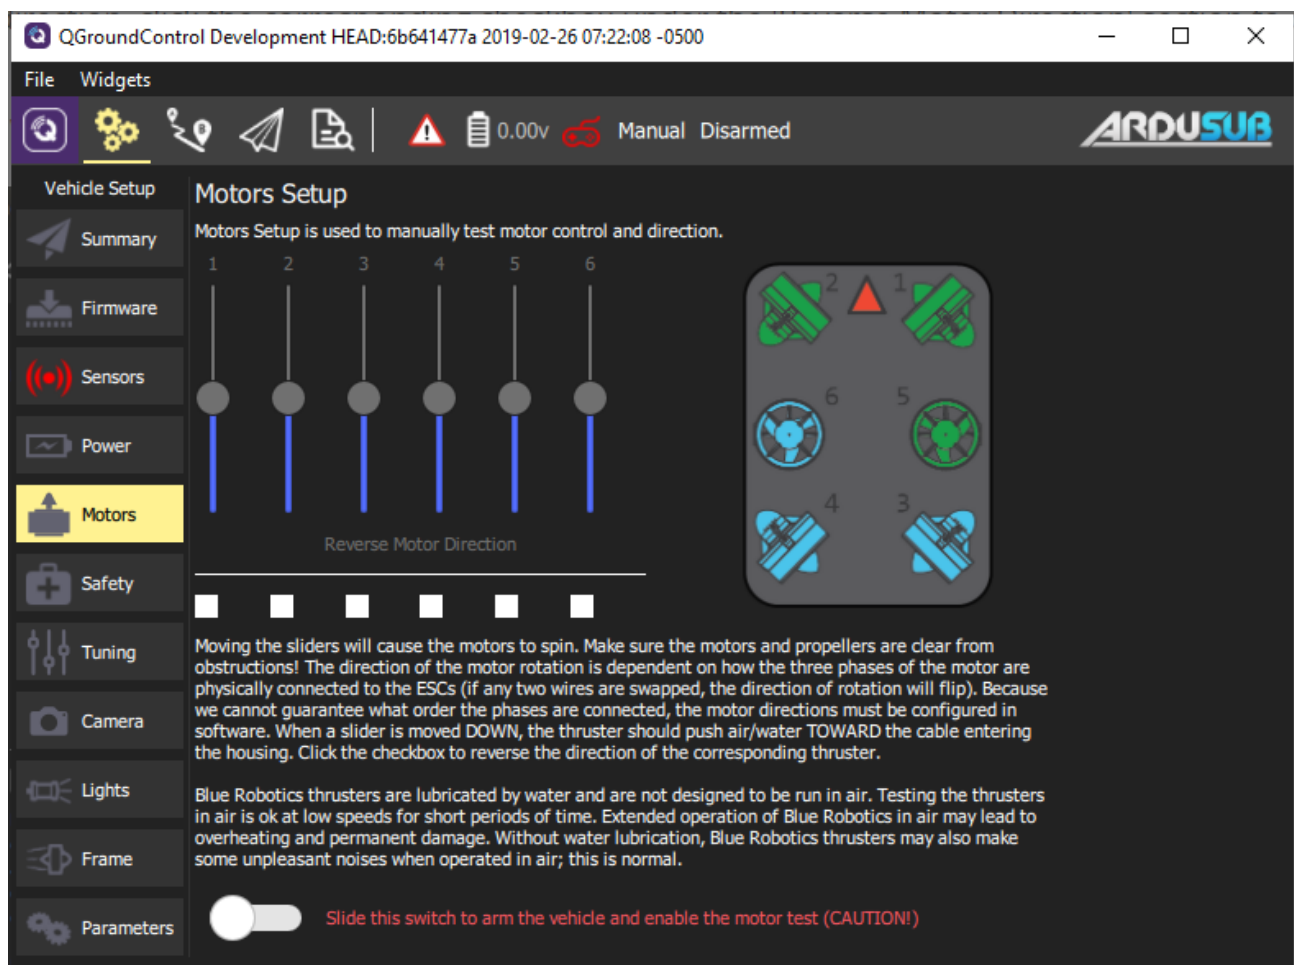 QGroundControl Development HEAD:6b641477a 2019-02-26 07:22:08 -0500
File Widgets
0.00v Manual Disarmed ARDUSUB
Vehicle Setup
Summary
Firmware
Sensors
Power
Motors
Safety
Tuning
Camera
Lights
Frame
Parameters
Motors Setup
Motors Setup is used to manually test motor control and direction.
1 2 3 4 5 6
Reverse Motor Direction
2 1
6 5
4 3
Moving the sliders will cause the motors to spin. Make sure the motors and propellers are clear from
obstructions! The direction of the motor rotation is dependent on how the three phases of the motor are
physically connected to the ESCs (if any two wires are swapped, the direction of rotation will flip). Because
we cannot guarantee what order the phases are connected, the motor directions must be configured in
software. When a slider is moved DOWN, the thruster should push air/water TOWARD the cable entering
the housing. Click the checkbox to reverse the direction of the corresponding thruster.
Blue Robotics thrusters are lubricated by water and are not designed to be run in air. Testing the thrusters
in air is ok at low speeds for short periods of time. Extended operation of Blue Robotics in air may lead to
overheating and permanent damage. Without water lubrication, Blue Robotics thrusters may also make
some unpleasant noises when operated in air; this is normal.
Slide this switch to arm the vehicle and enable the motor test (CAUTION!)